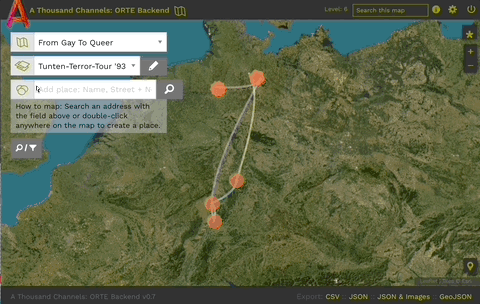 A Thousand Channels: ORTE Backend
Level: 6
Search this map
From Gay To Queer
Tunten-Terror-Tour '93
Add place: Name, Street + N
How to map: Search an address with
the field above or double-click
anywhere on the map to create a place.
A Thousand Channels: ORTE Backend v0.7
Export: CSV :: JSON :: JSON & Images :: GeoJSON